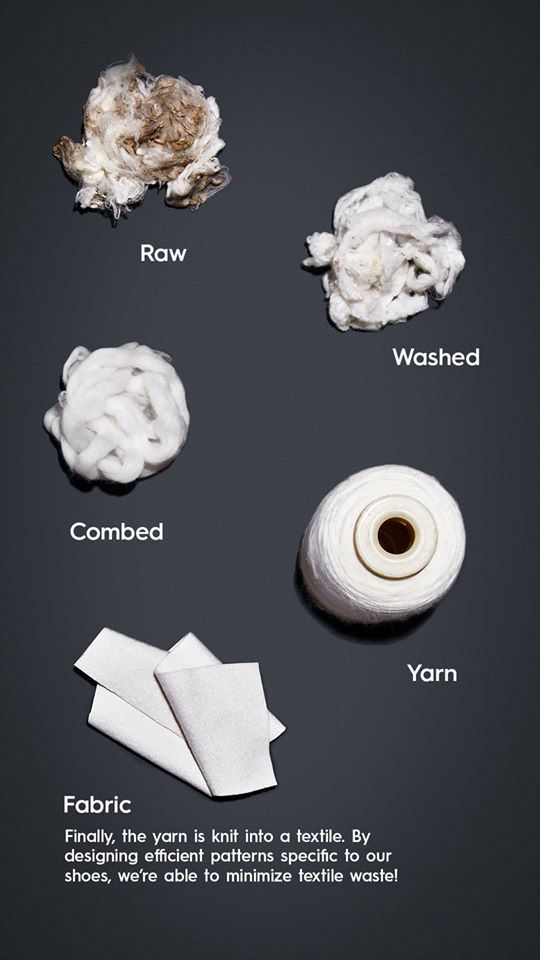 Raw
Washed
Combed
Yarn
Fabric
Finally, the yarn is knit into a textile. By
designing efficient patterns specific to our
shoes, we're able to minimize textile waste!